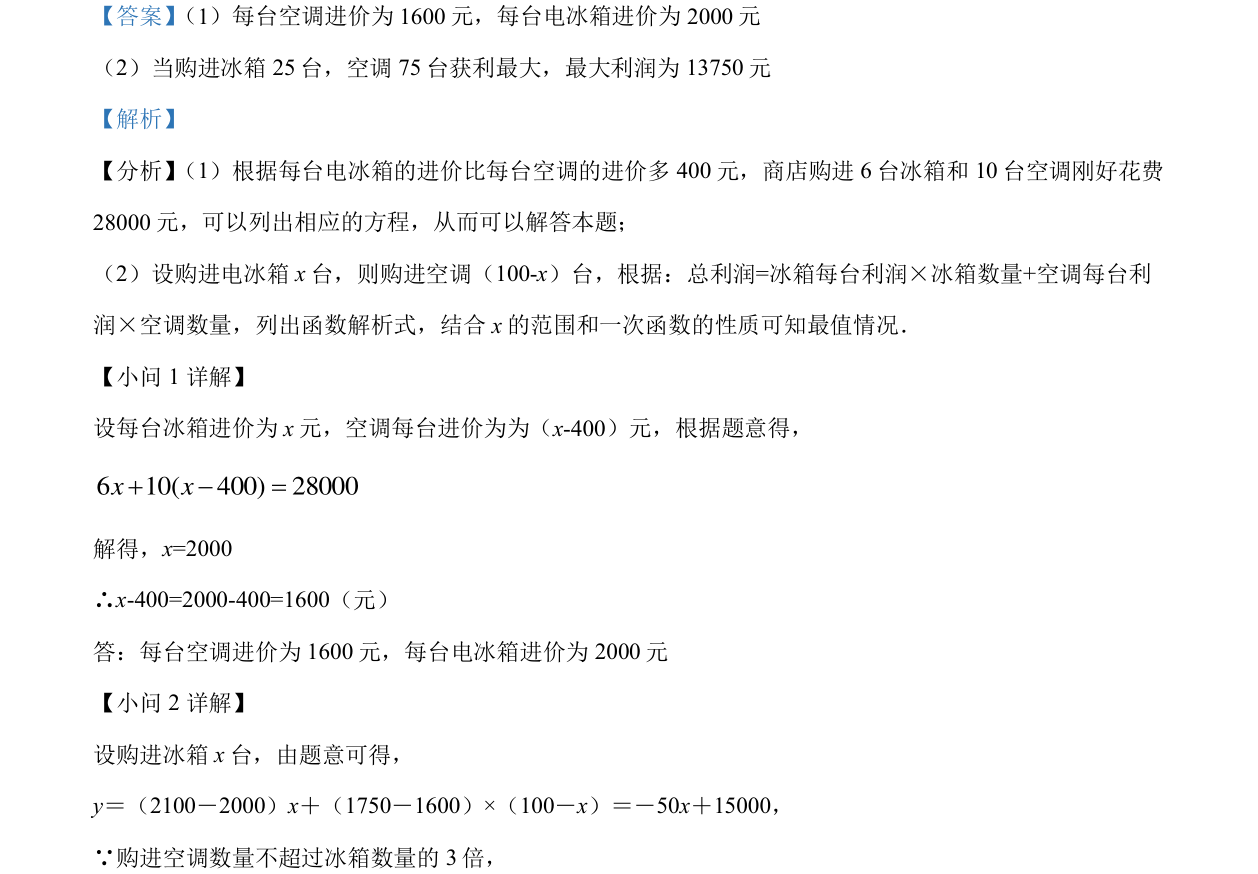 【答案】(1)每台空调进价为 1600 元，每台电冰箱进价为 2000 元
（2）当购进冰箱 25 台，空调 75 台获利最大，最大利润为 13750 元
【解析】
【分析】(1）根据每台电冰箱的进价比每台空调的进价多 400 元，商店购进 6 台冰箱和 10 台空调刚好花费
28000 元，可以列出相应的方程，从而可以解答本题；
（2）设购进电冰箱 x 台，则购进空调（100-x）台，根据：总利润=冰箱每台利润×冰箱数量+空调每台利
润×空调数量，列出函数解析式，结合 x 的范围和一次函数的性质可知最值情况．
【小问 1 详解】
设每台冰箱进价为 x 元，空调每台进价为为（x-400）元，根据题意得，
6x+10(x−400)=28000
解得，x=2000
∴x-400=2000-400=1600（元）
答：每台空调进价为 1600 元，每台电冰箱进价为 2000 元
【小问 2 详解】
设购进冰箱 x 台，由题意可得，
y＝（2100－2000）x＋（1750－1600）×（100－x）＝－50x＋15000，
∵购进空调数量不超过冰箱数量的 3 倍，